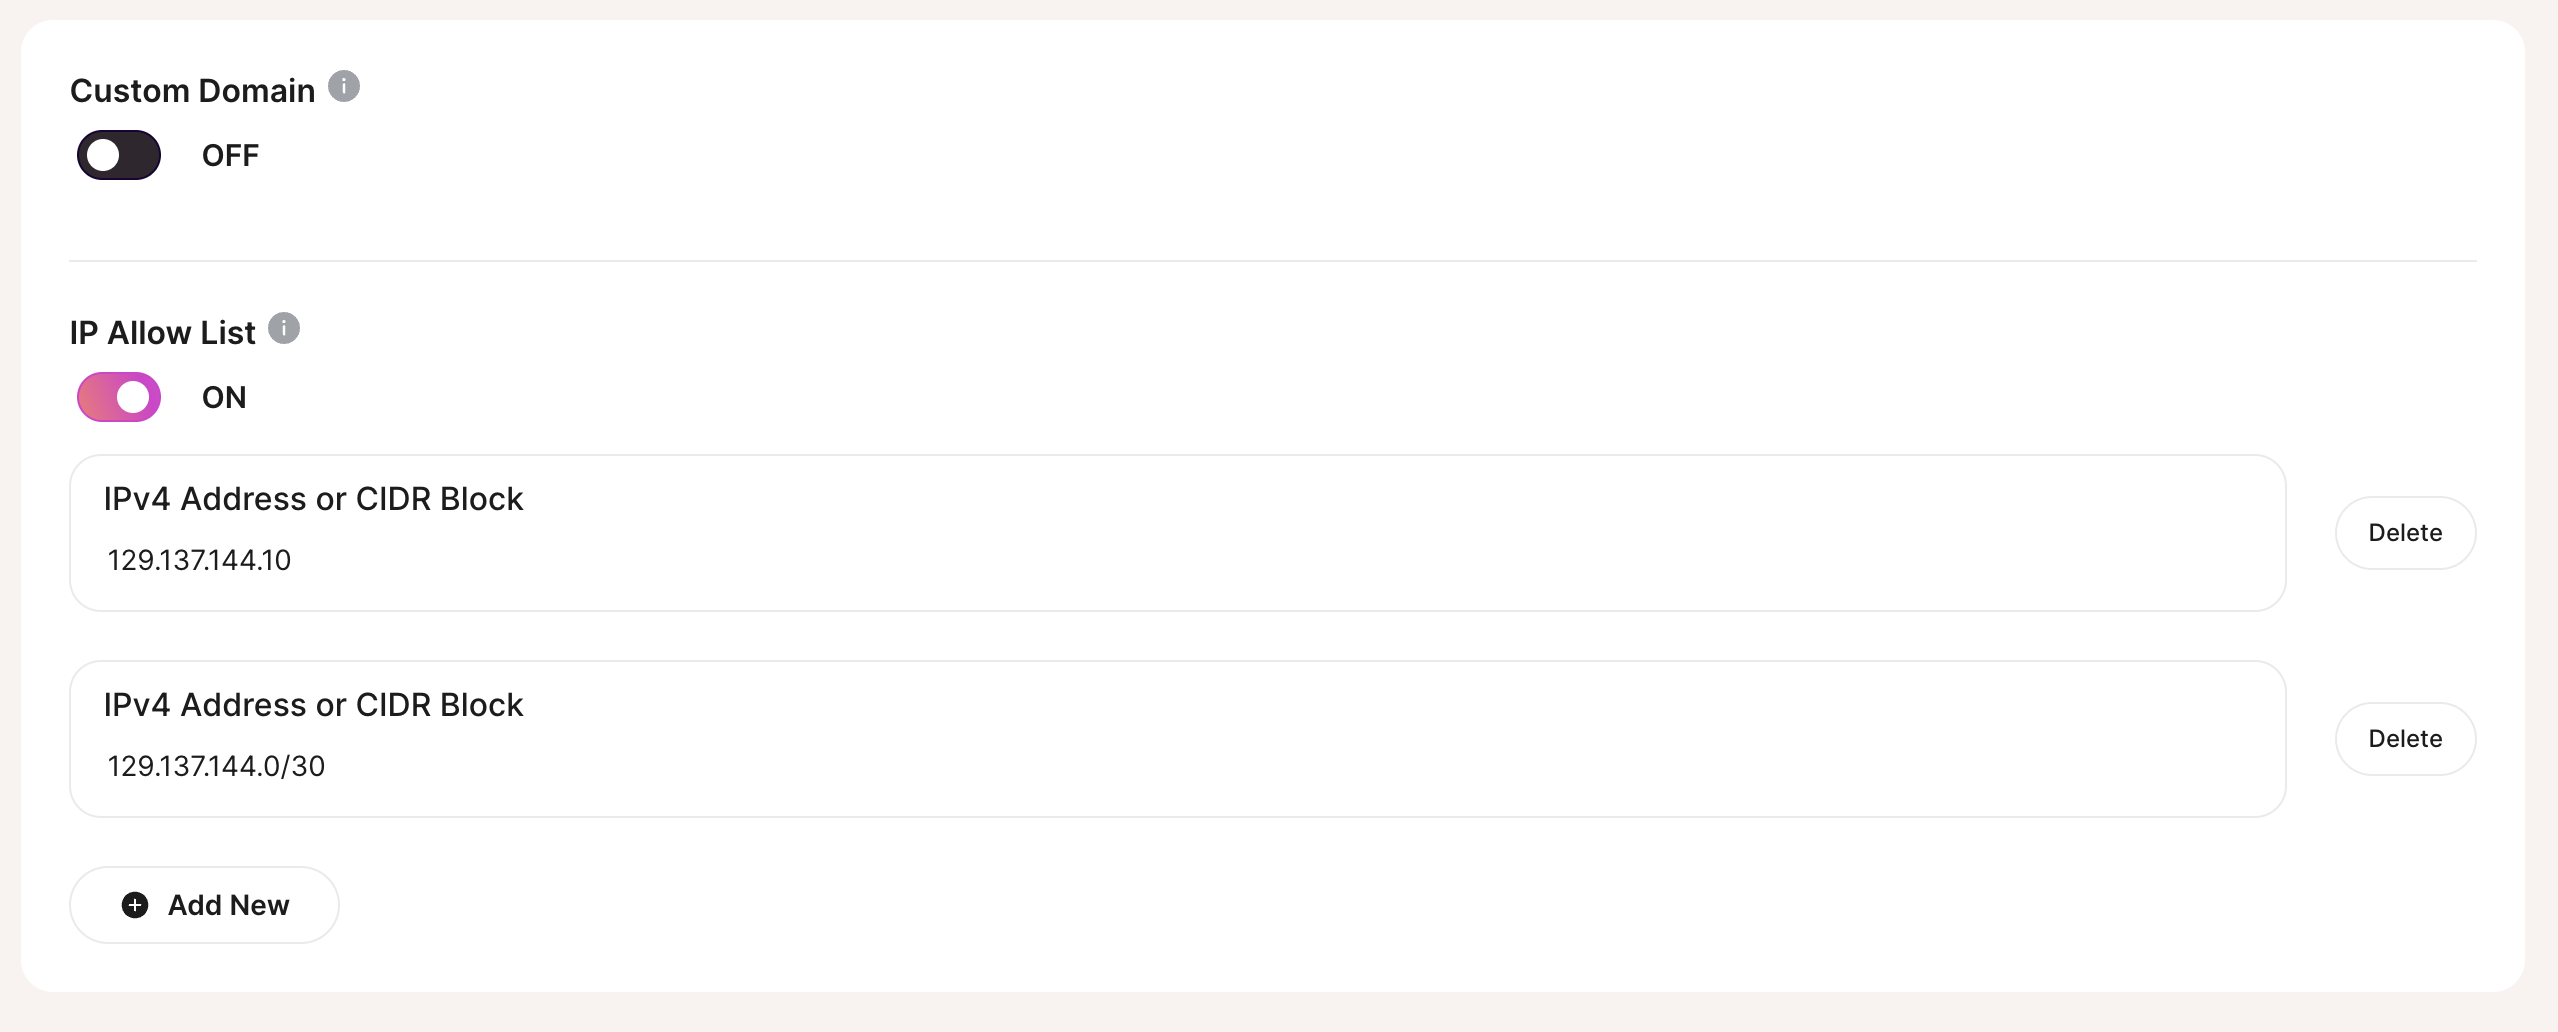 Custom Domain
OFF
IP Allow List
ON
IPv4 Address or CIDR Block
129.137.144.10
Delete
IPv4 Address or CIDR Block
129.137.144.0/30
Delete
Add New